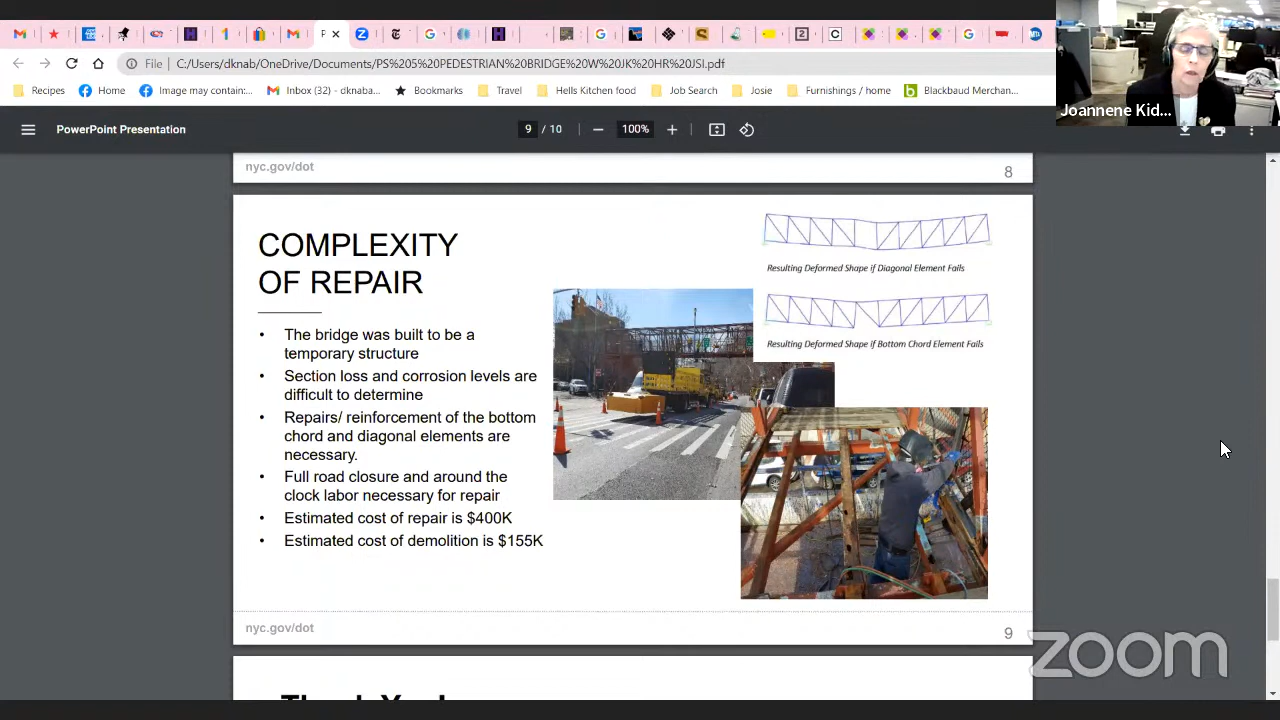 P
File
C:/Users/dknab/OneDrive/Documents/PS%205%20PEDESTRIAN%20BRIDGE%20W%20JK%20HR%20JSI.pdf
Recipes
Home
Image may contain...
Inbox (32) - dknaba...
Bookmarks
Travel
Hells Kitchen food
Job Search
Josie
Furnishings / home
Blackbaud Merchan...
Joannene Kid...
PowerPoint Presentation
9 / 10
100%
nyc.gov/dot
8
COMPLEXITY
OF REPAIR
• The bridge was built to be a
temporary structure
• Section loss and corrosion levels are
difficult to determine
• Repairs/ reinforcement of the bottom
chord and diagonal elements are
necessary.
• Full road closure and around the
clock labor necessary for repair
• Estimated cost of repair is $400K
• Estimated cost of demolition is $155K
Resulting Deformed Shape if Diagonal Element Fails
Resulting Deformed Shape if Bottom Chord Element Fails
nyc.gov/dot
9
zoom